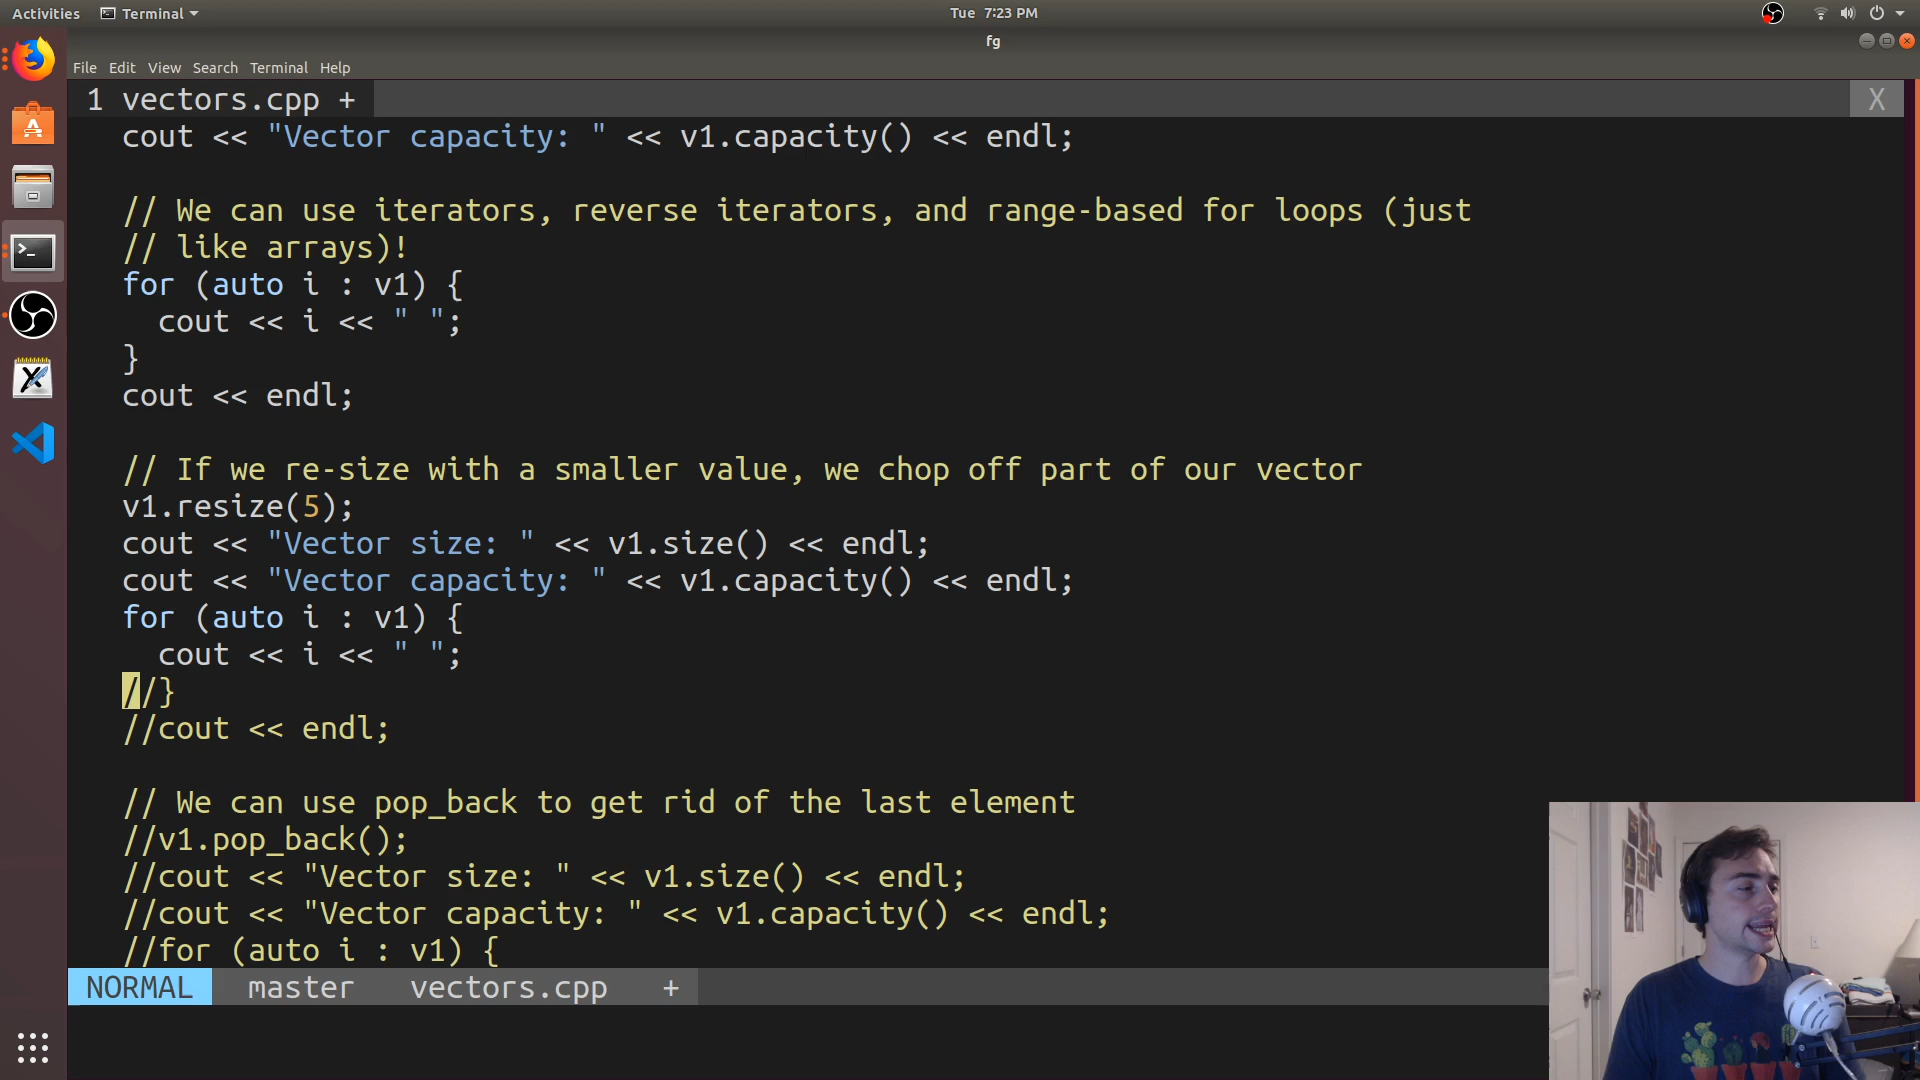 Activities Terminal Tue 7:23 PM
fg
File Edit View Search Terminal Help
1 vectors.cpp + X
cout << "Vector capacity: " << v1.capacity() << endl;
// We can use iterators, reverse iterators, and range-based for loops (just
// like arrays)!
for (auto i : v1) {
  cout << i << " ";
}
cout << endl;
// If we re-size with a smaller value, we chop off part of our vector
v1.resize(5);
cout << "Vector size: " << v1.size() << endl;
cout << "Vector capacity: " << v1.capacity() << endl;
for (auto i : v1) {
  cout << i << " ";
//}
//cout << endl;
// We can use pop_back to get rid of the last element
//v1.pop_back();
//cout << "Vector size: " << v1.size() << endl;
//cout << "Vector capacity: " << v1.capacity() << endl;
//for (auto i : v1) {
NORMAL master vectors.cpp +